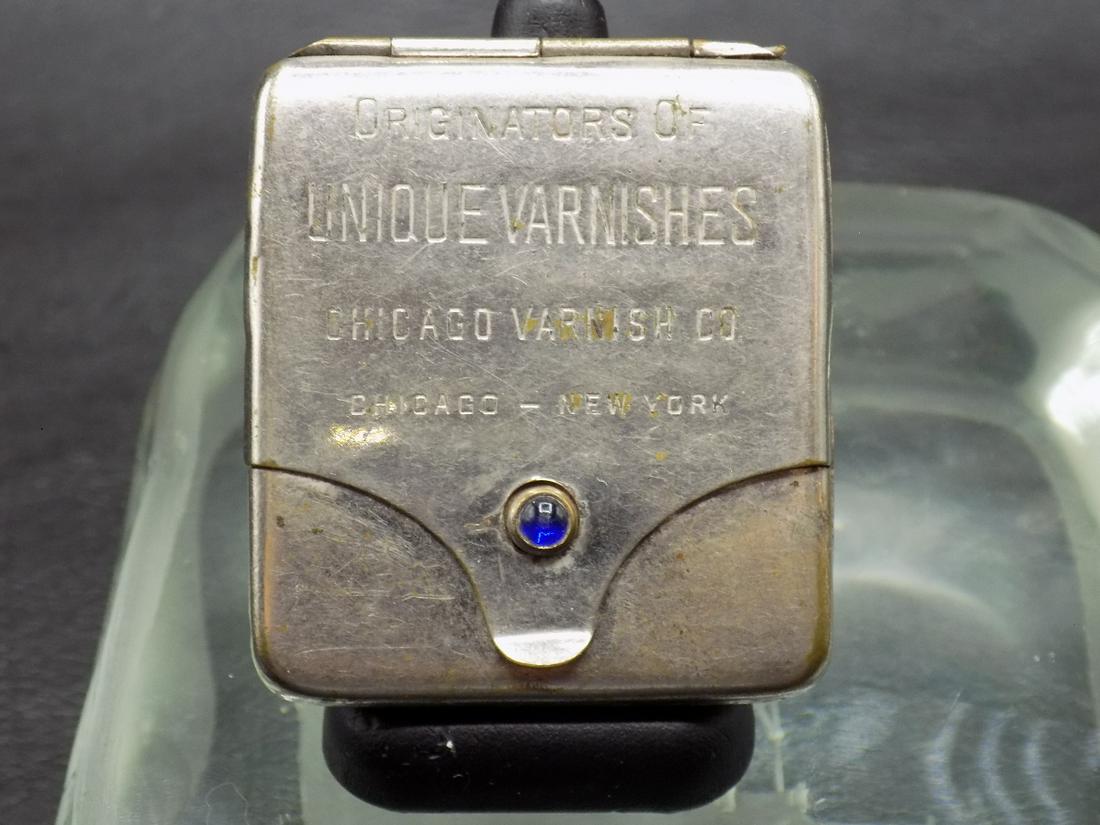 ORIGINATORS OF
UNIQUE VARNISHES
CHICAGO VARNISH CO.
CHICAGO – NEW YORK